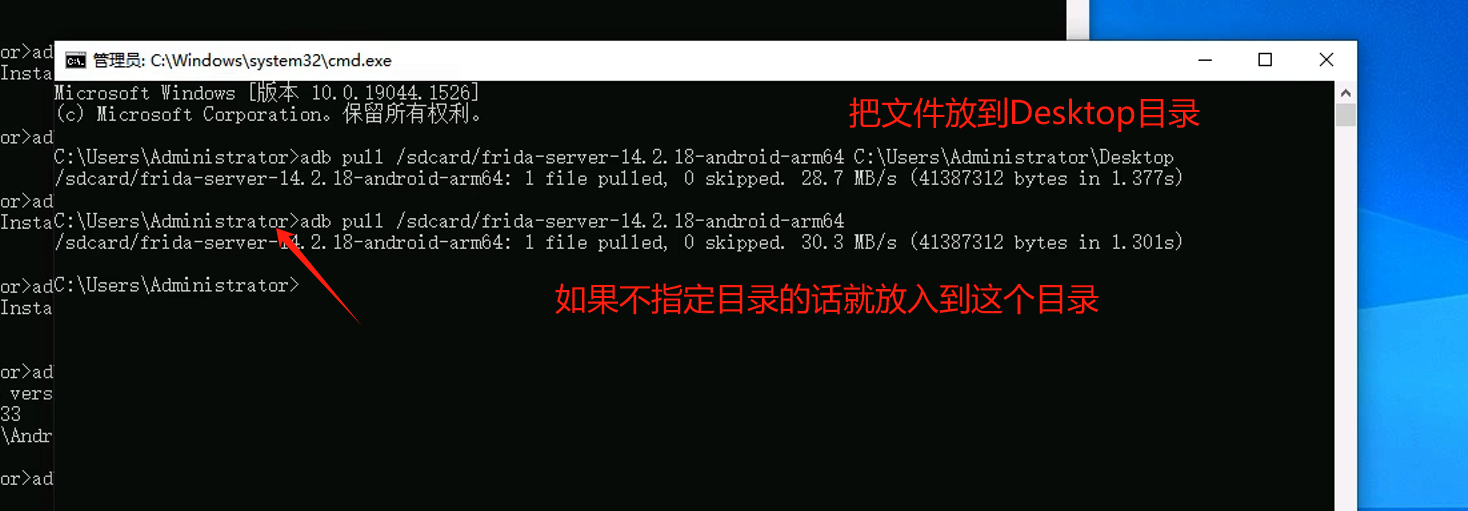 管理员: C:\Windows\system32\cmd.exe
Microsoft Windows [版本 10.0.19044.1526]
(c) Microsoft Corporation。保留所有权利。
把文件放到Desktop目录
C:\Users\Administrator>adb pull /sdcard/frida-server-14.2.18-android-arm64 C:\Users\Administrator\Desktop
/sdcard/frida-server-14.2.18-android-arm64: 1 file pulled, 0 skipped. 28.7 MB/s (41387312 bytes in 1.377s)
C:\Users\Administrator>adb pull /sdcard/frida-server-14.2.18-android-arm64
/sdcard/frida-server-14.2.18-android-arm64: 1 file pulled, 0 skipped. 30.3 MB/s (41387312 bytes in 1.301s)
C:\Users\Administrator>
如果不指定目录的话就放入到这个目录
or>ad
Insta
or>ad
or>ad
Insta
or>ad
Insta
or>ad
vers
33
\Andr
or>ad